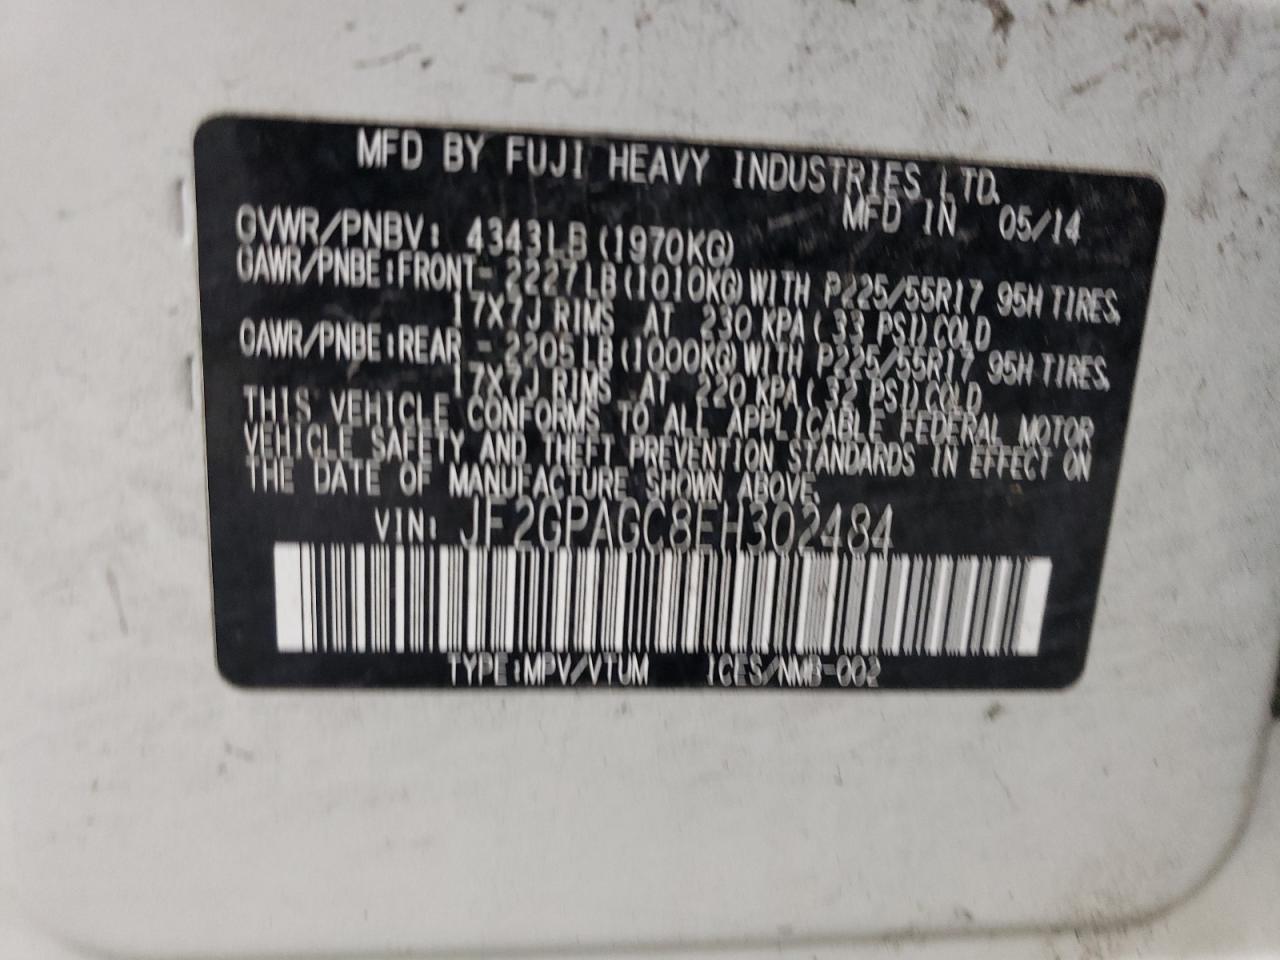 MFD BY FUJI HEAVY INDUSTRIES LTD.
MFD IN 05/14
GVWR/PNBV: 4343LB (1970KG)
GAWR/PNBE:FRONT- 2227LB(1010KG) WITH P225/55R17 95H TIRES,
17X7J RIMS AT 230 KPA( 33 PSI) COLD
GAWR/PNBE:REAR - 2205LB(1000KG) WITH P225/55R17 95H TIRES,
17X7J RIMS AT 220 KPA( 32 PSI) COLD
THIS VEHICLE CONFORMS TO ALL APPLICABLE FEDERAL MOTOR
VEHICLE SAFETY AND THEFT PREVENTION STANDARDS IN EFFECT ON
THE DATE OF MANUFACTURE SHOWN ABOVE.
VIN: JF2GPAGC8EH302484
TYPE:MPV/VTUM ICES/NMB-002